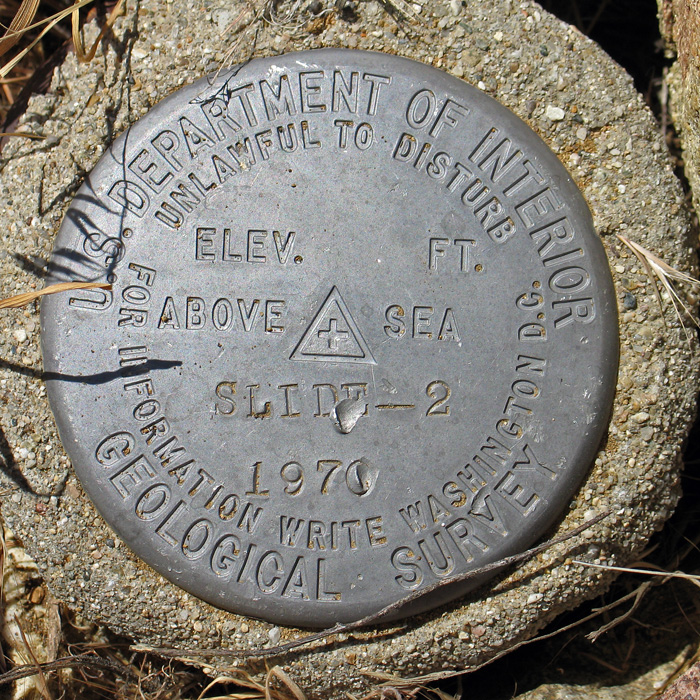 U.S. DEPARTMENT OF INTERIOR
UNLAWFUL TO DISTURB
ELEV. FT.
ABOVE SEA
SLIDE-2
1970
FOR INFORMATION WRITE WASHINGTON D.C.
GEOLOGICAL SURVEY